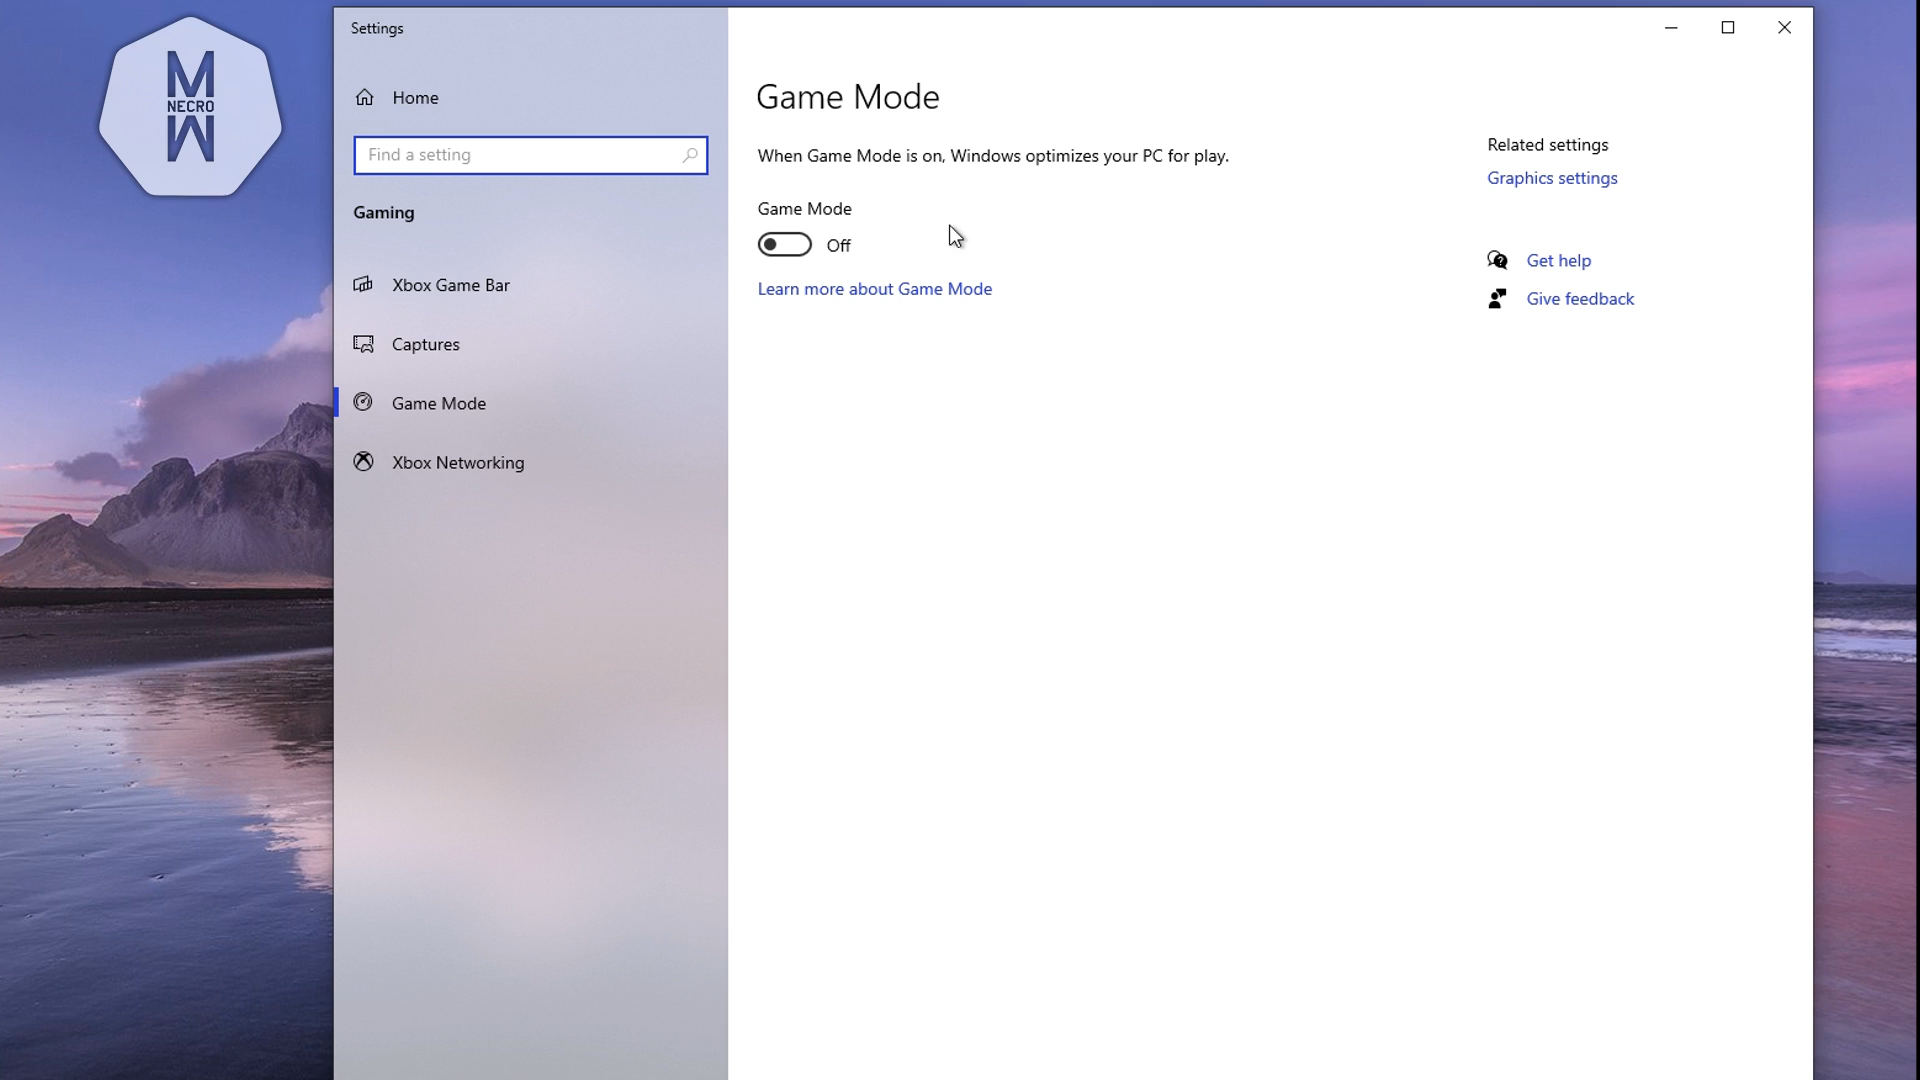 M
NECRO
M
Settings
Home
Find a setting
Gaming
Xbox Game Bar
Captures
Game Mode
Xbox Networking
Game Mode
When Game Mode is on, Windows optimizes your PC for play.
Game Mode
Off
Learn more about Game Mode
Related settings
Graphics settings
Get help
Give feedback